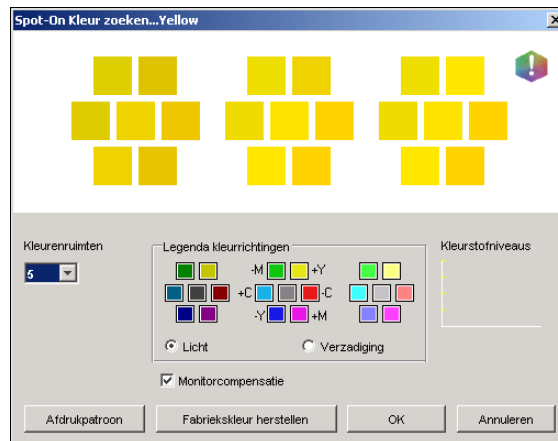 Spot-On Kleur zoeken...Yellow
Kleurenruimten
5
Legenda kleurrichtingen
-M +Y
+C -C
-Y +M
Licht Verzadiging
Kleurstofniveaus
Monitorcompensatie
Afdrukpatroon Fabriekskleur herstellen OK Annuleren